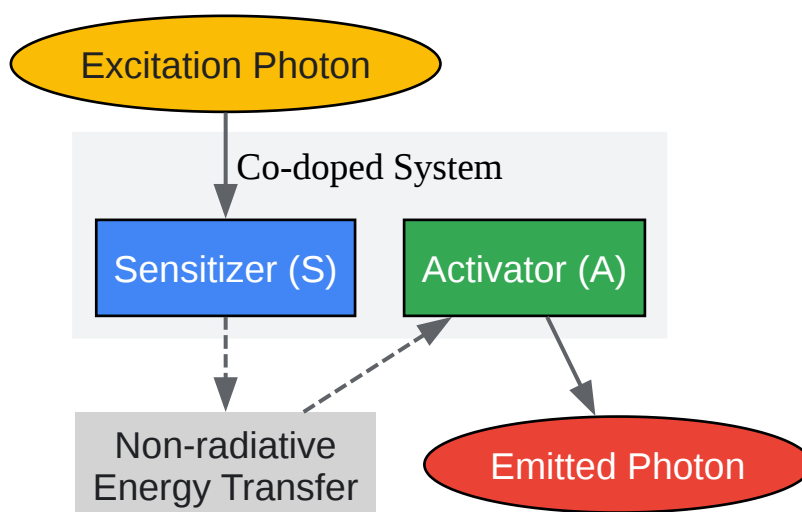 Excitation Photon
Co-doped System
Sensitizer (S)
Activator (A)
Non-radiative
Energy Transfer
Emitted Photon